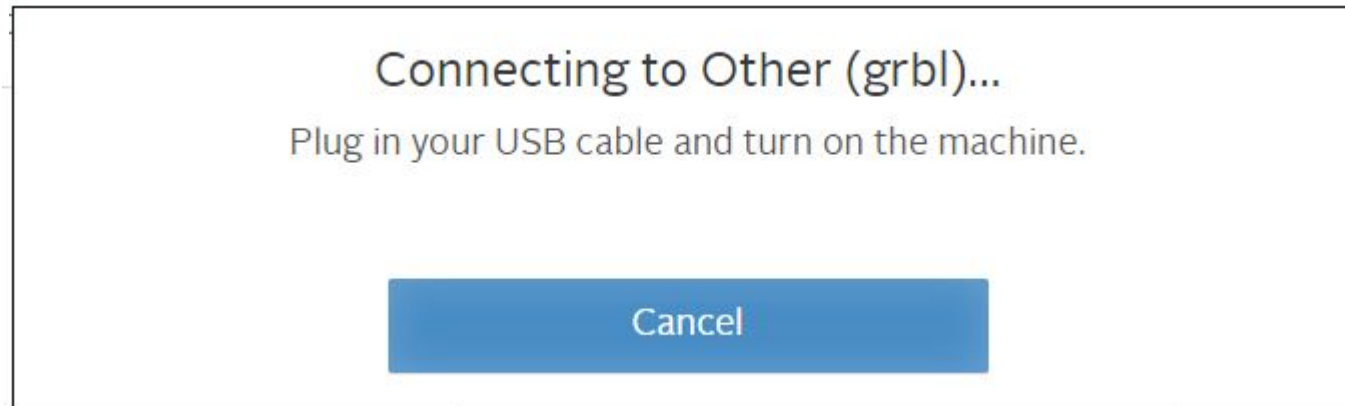 Connecting to Other (grbl)...
Plug in your USB cable and turn on the machine.
Cancel